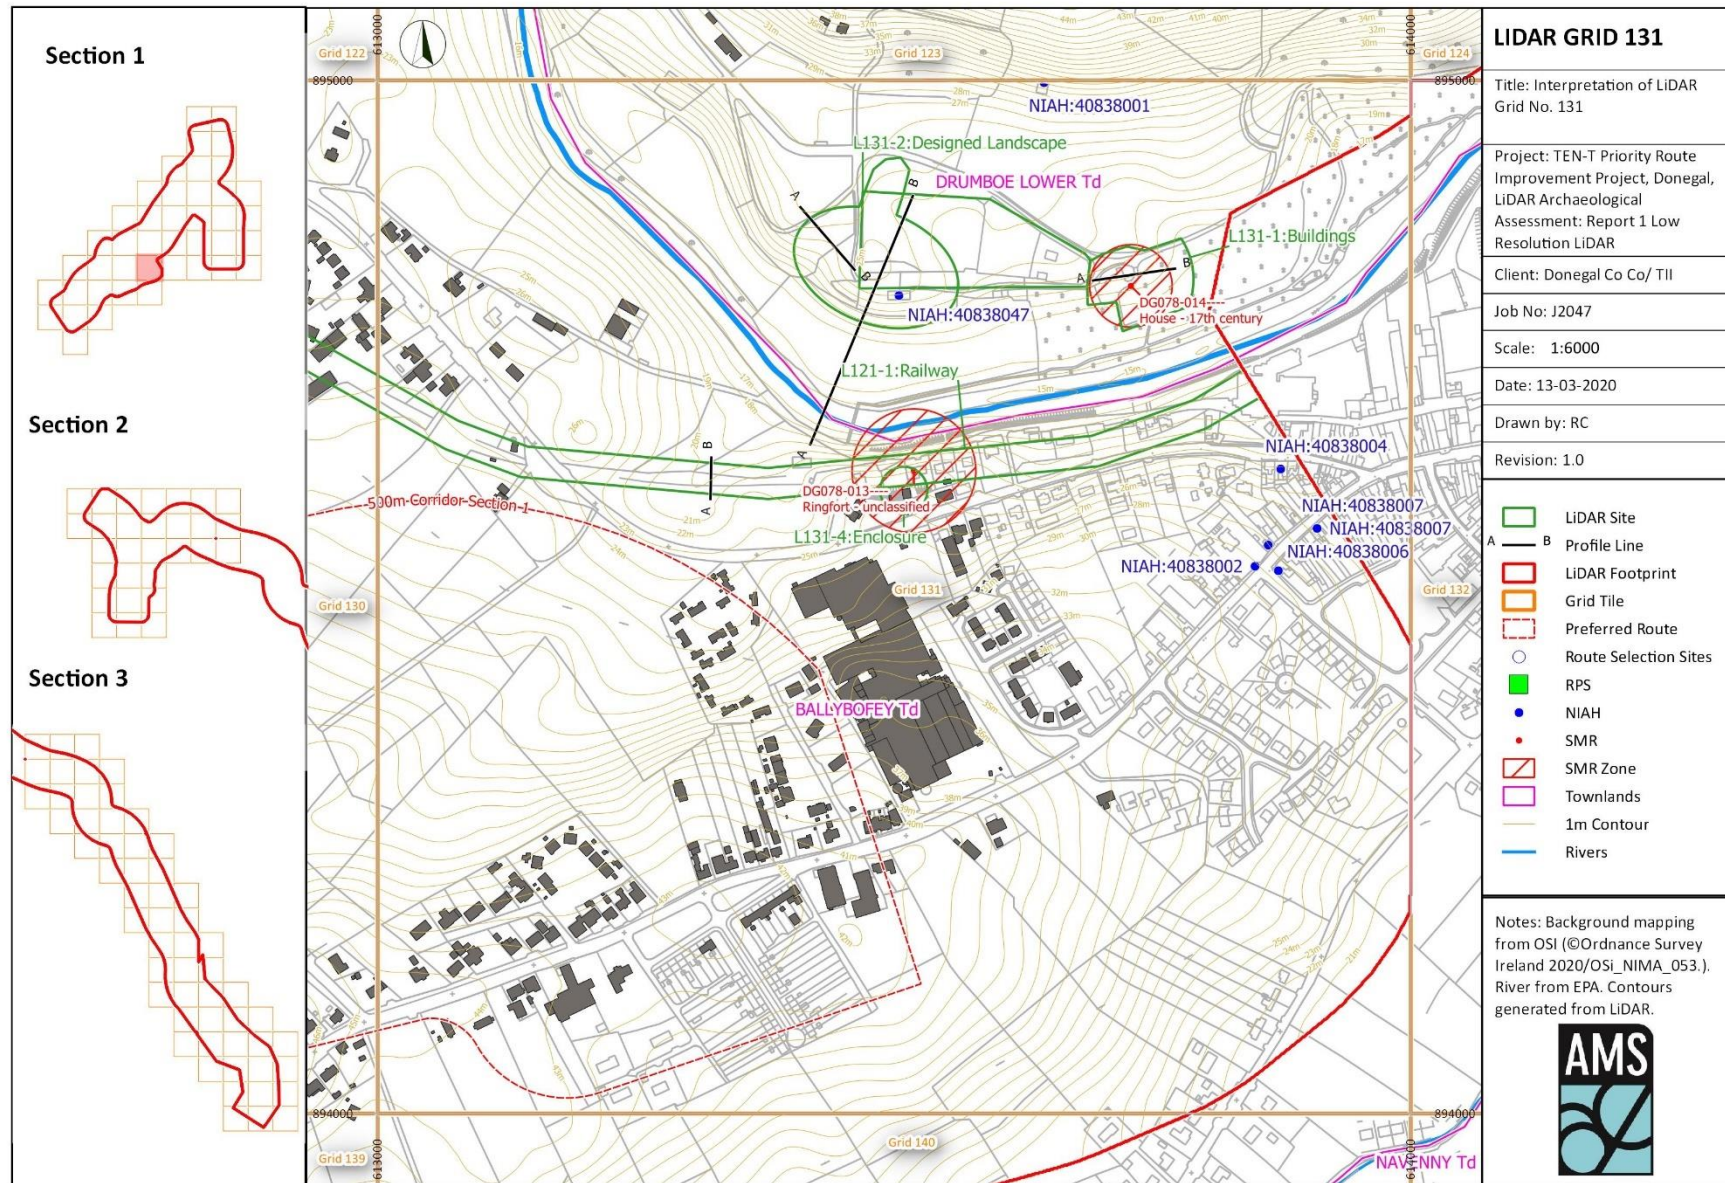 Section 1
Section 2
Section 3
Grid 122
Grid 123
Grid 124
613000
614000
895000
895000
NIAH:40838001
L131-2:Designed Landscape
DRUMBOE LOWER Td
A
B
B
L131-1:Buildings
A
B
DG078-014----
House - 17th century
NIAH:40838047
L121-1:Railway
B
A
A
NIAH:40838004
DG078-013----
Ringfort - unclassified
500m Corridor Section 1
L131-4:Enclosure
NIAH:40838007
NIAH:40838007
NIAH:40838006
NIAH:40838002
Grid 130
Grid 131
Grid 132
BALLYBOFEY Td
894000
894000
Grid 139
613000
Grid 140
614000
NAVENNY Td
LIDAR GRID 131
Title: Interpretation of LiDAR
Grid No. 131
Project: TEN-T Priority Route
Improvement Project, Donegal,
LiDAR Archaeological
Assessment: Report 1 Low
Resolution LiDAR
Client: Donegal Co Co/ TII
Job No: J2047
Scale: 1:6000
Date: 13-03-2020
Drawn by: RC
Revision: 1.0
LiDAR Site
A B Profile Line
LiDAR Footprint
Grid Tile
Preferred Route
Route Selection Sites
RPS
NIAH
SMR
SMR Zone
Townlands
1m Contour
Rivers
Notes: Background mapping
from OSI (©Ordnance Survey
Ireland 2020/OSi_NIMA_053.).
River from EPA. Contours
generated from LiDAR.
AMS